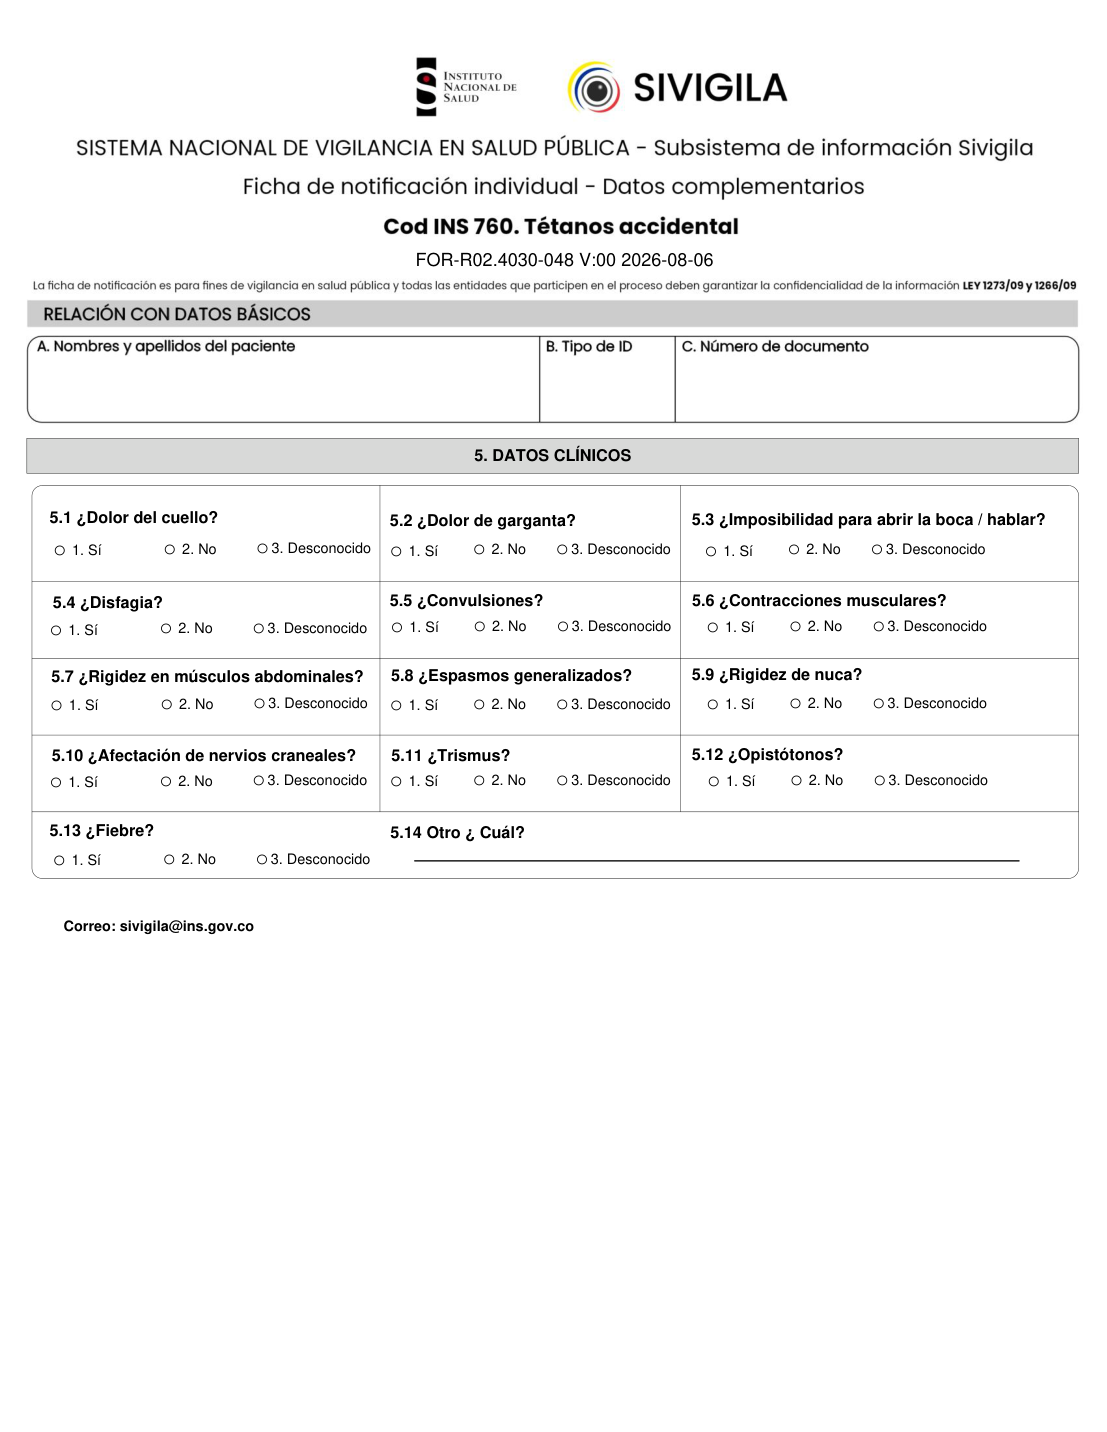 INSTITUTO
NACIONAL DE
SALUD
SIVIGILA
SISTEMA NACIONAL DE VIGILANCIA EN SALUD PÚBLICA - Subsistema de información Sivigila
Ficha de notificación individual - Datos complementarios
Cod INS 760. Tétanos accidental
FOR-R02.4030-048 V:00 2026-08-06
La ficha de notificación es para fines de vigilancia en salud pública y todas las entidades que participen en el proceso deben garantizar la confidencialidad de la información LEY 1273/09 y 1266/09
RELACIÓN CON DATOS BÁSICOS
A. Nombres y apellidos del paciente B. Tipo de ID C. Número de documento
5. DATOS CLÍNICOS
5.1 ¿Dolor del cuello? 5.2 ¿Dolor de garganta? 5.3 ¿Imposibilidad para abrir la boca / hablar?
1. Sí 2. No 3. Desconocido 1. Sí 2. No 3. Desconocido 1. Sí 2. No 3. Desconocido
5.4 ¿Disfagia? 5.5 ¿Convulsiones? 5.6 ¿Contracciones musculares?
1. Sí 2. No 3. Desconocido 1. Sí 2. No 3. Desconocido 1. Sí 2. No 3. Desconocido
5.7 ¿Rigidez en músculos abdominales? 5.8 ¿Espasmos generalizados? 5.9 ¿Rigidez de nuca?
1. Sí 2. No 3. Desconocido 1. Sí 2. No 3. Desconocido 1. Sí 2. No 3. Desconocido
5.10 ¿Afectación de nervios craneales? 5.11 ¿Trismus? 5.12 ¿Opistótonos?
1. Sí 2. No 3. Desconocido 1. Sí 2. No 3. Desconocido 1. Sí 2. No 3. Desconocido
5.13 ¿Fiebre? 5.14 Otro ¿ Cuál?
1. Sí 2. No 3. Desconocido
Correo: sivigila@ins.gov.co